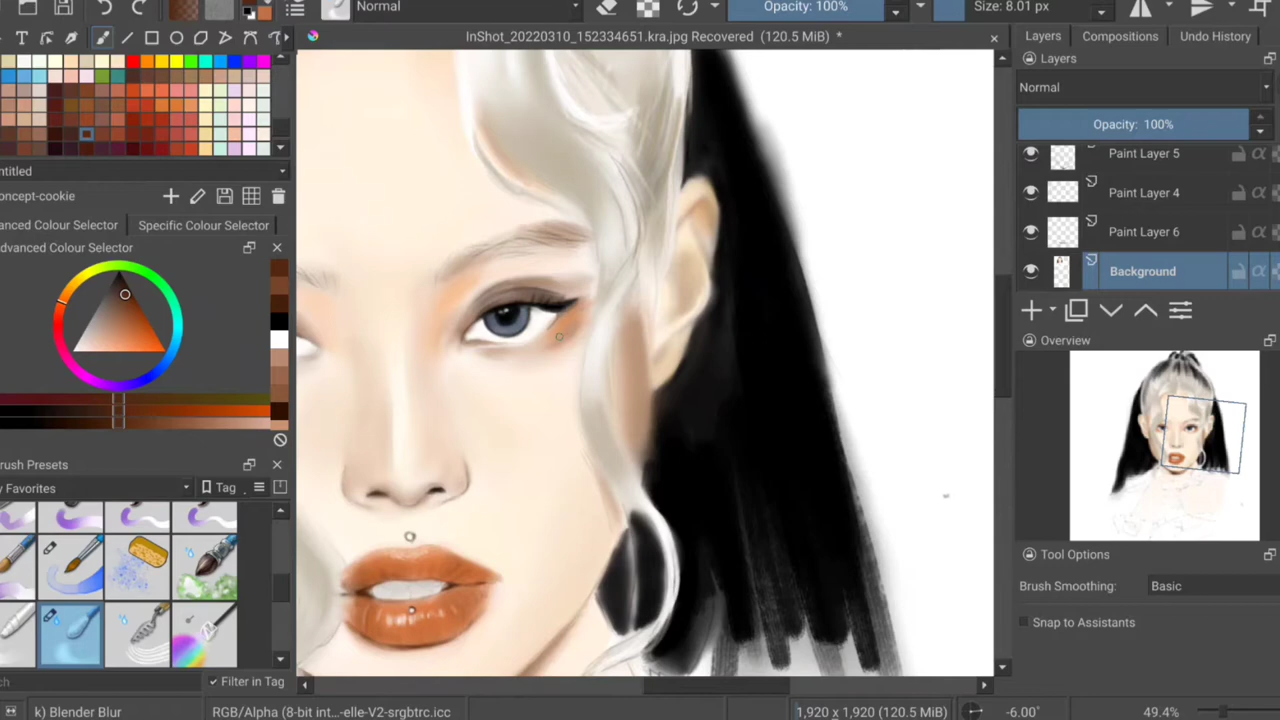 Normal
Opacity: 100%
Size: 8.01 px
InShot_20220310_152334651.kra.jpg Recovered (120.5 MiB) *
Layers
Compositions
Undo History
Layers
Normal
Opacity: 100%
Paint Layer 5
Paint Layer 4
Paint Layer 6
Background
ntitled
oncept-cookie
anced Colour Selector
Specific Colour Selector
dvanced Colour Selector
Overview
rush Presets
y Favorites
Tag
Tool Options
Brush Smoothing:
Basic
Snap to Assistants
ch
Filter in Tag
k) Blender Blur
RGB/Alpha (8-bit int...-elle-V2-srgbtrc.icc
1,920 x 1,920 (120.5 MiB)
-6.00°
49.4%